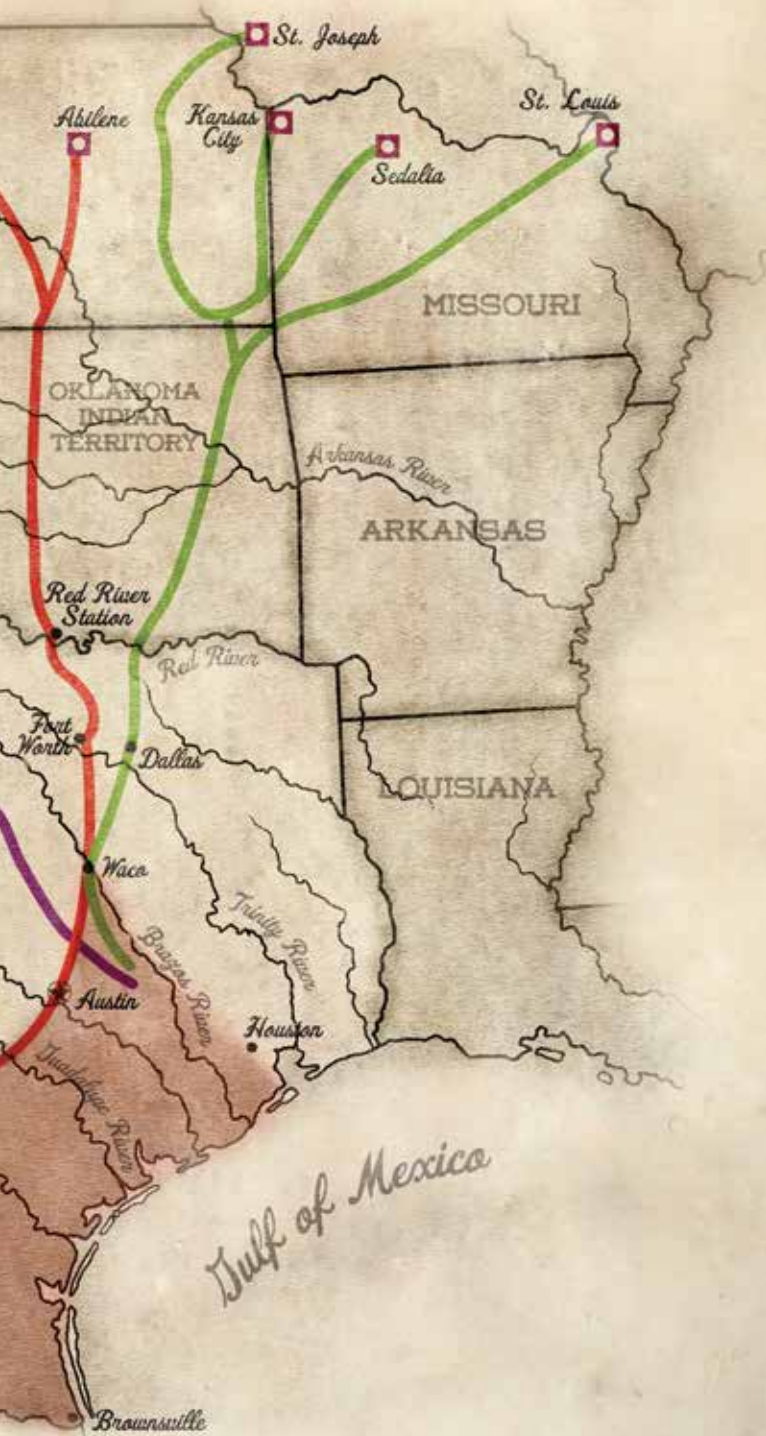 St. Joseph
Abilene
Kansas
City
St. Louis
Sedalia
MISSOURI
OKLAHOMA
INDIAN
TERRITORY
Arkansas River
ARKANSAS
Red River
Station
Red River
Fort
Worth
Dallas
LOUISIANA
Waco
Trinity River
Brazos River
Austin
Houston
Guadalupe River
Gulf of Mexico
Brownsville